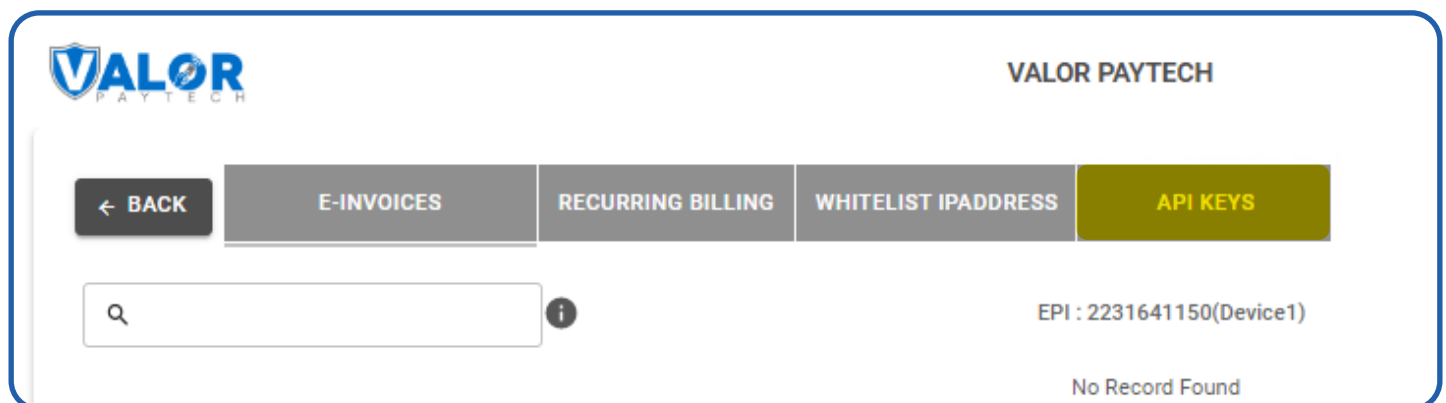 VALOR
PAYTECH
VALOR PAYTECH
← BACK
E-INVOICES
RECURRING BILLING
WHITELIST IPADDRESS
API KEYS
EPI : 2231641150(Device1)
No Record Found